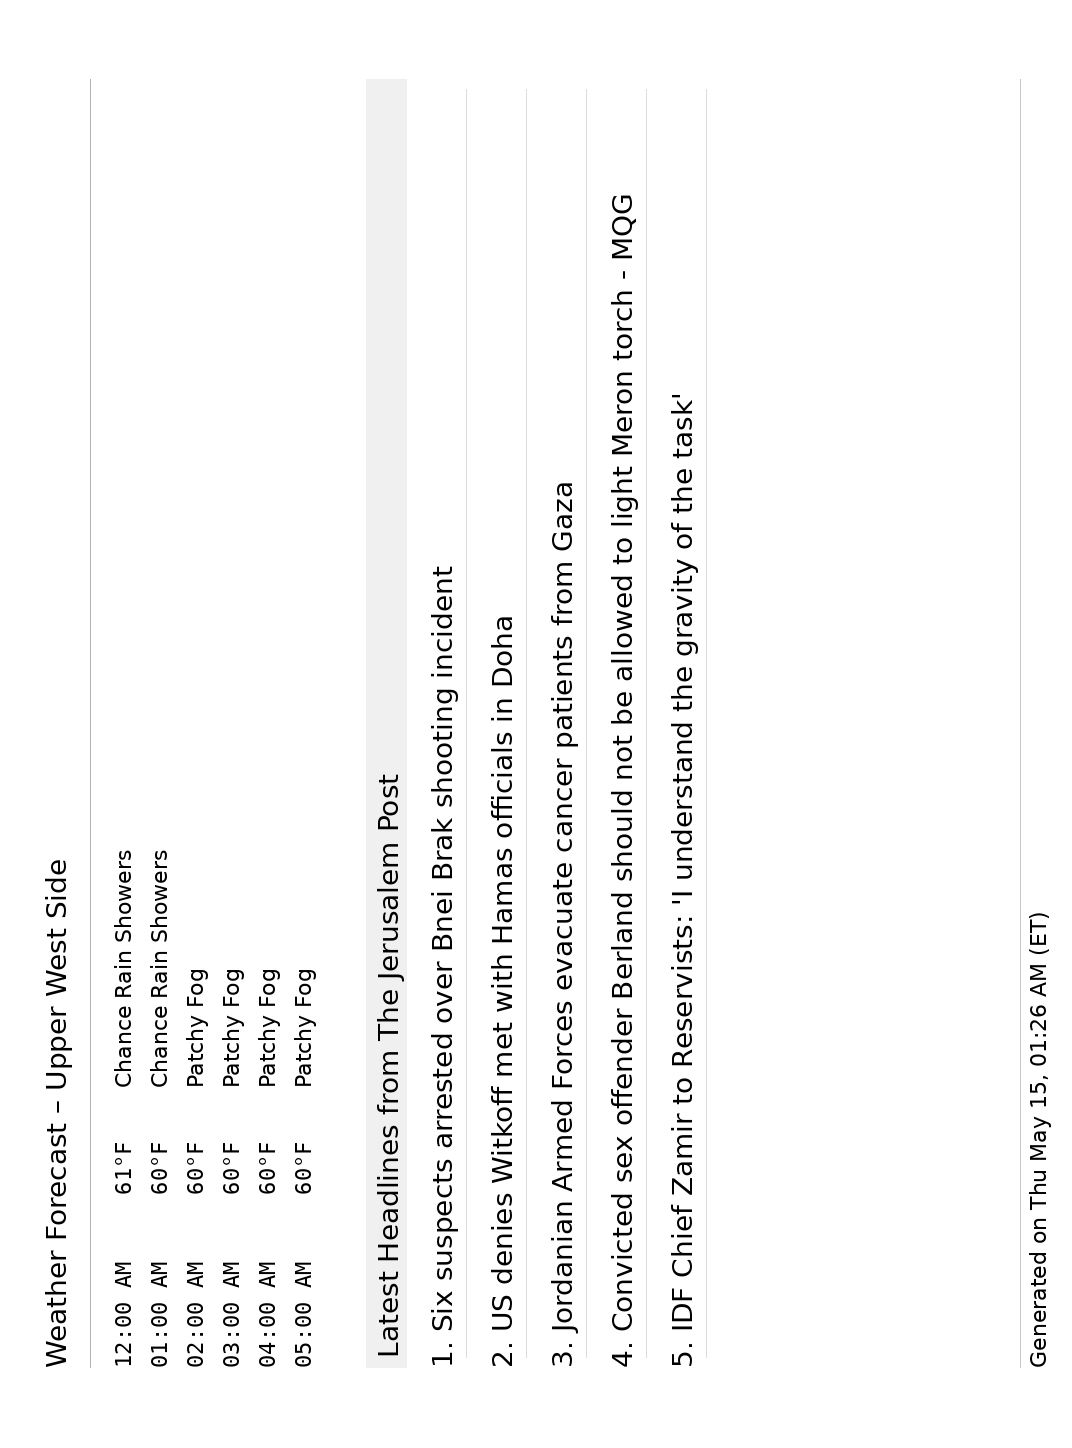 Weather Forecast – Upper West Side
12:00 AM 61°F Chance Rain Showers
01:00 AM 60°F Chance Rain Showers
02:00 AM 60°F Patchy Fog
03:00 AM 60°F Patchy Fog
04:00 AM 60°F Patchy Fog
05:00 AM 60°F Patchy Fog
Latest Headlines from The Jerusalem Post
1. Six suspects arrested over Bnei Brak shooting incident
2. US denies Witkoff met with Hamas officials in Doha
3. Jordanian Armed Forces evacuate cancer patients from Gaza
4. Convicted sex offender Berland should not be allowed to light Meron torch - MQG
5. IDF Chief Zamir to Reservists: 'I understand the gravity of the task'
Generated on Thu May 15, 01:26 AM (ET)